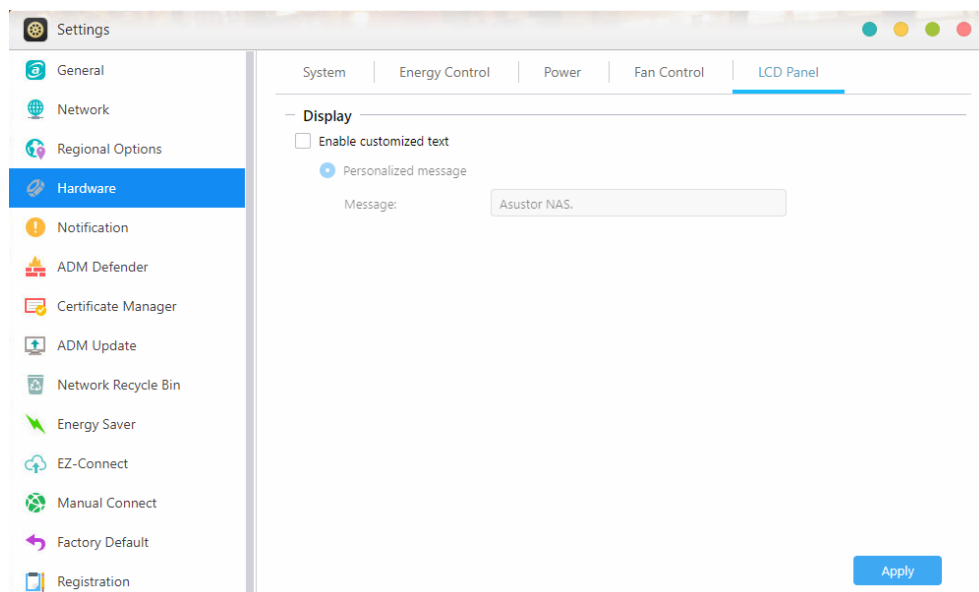 Settings
General
Network
Regional Options
Hardware
Notification
ADM Defender
Certificate Manager
ADM Update
Network Recycle Bin
Energy Saver
EZ-Connect
Manual Connect
Factory Default
Registration
System Energy Control Power Fan Control LCD Panel
Display
Enable customized text
Personalized message
Message: Asustor NAS.
Apply